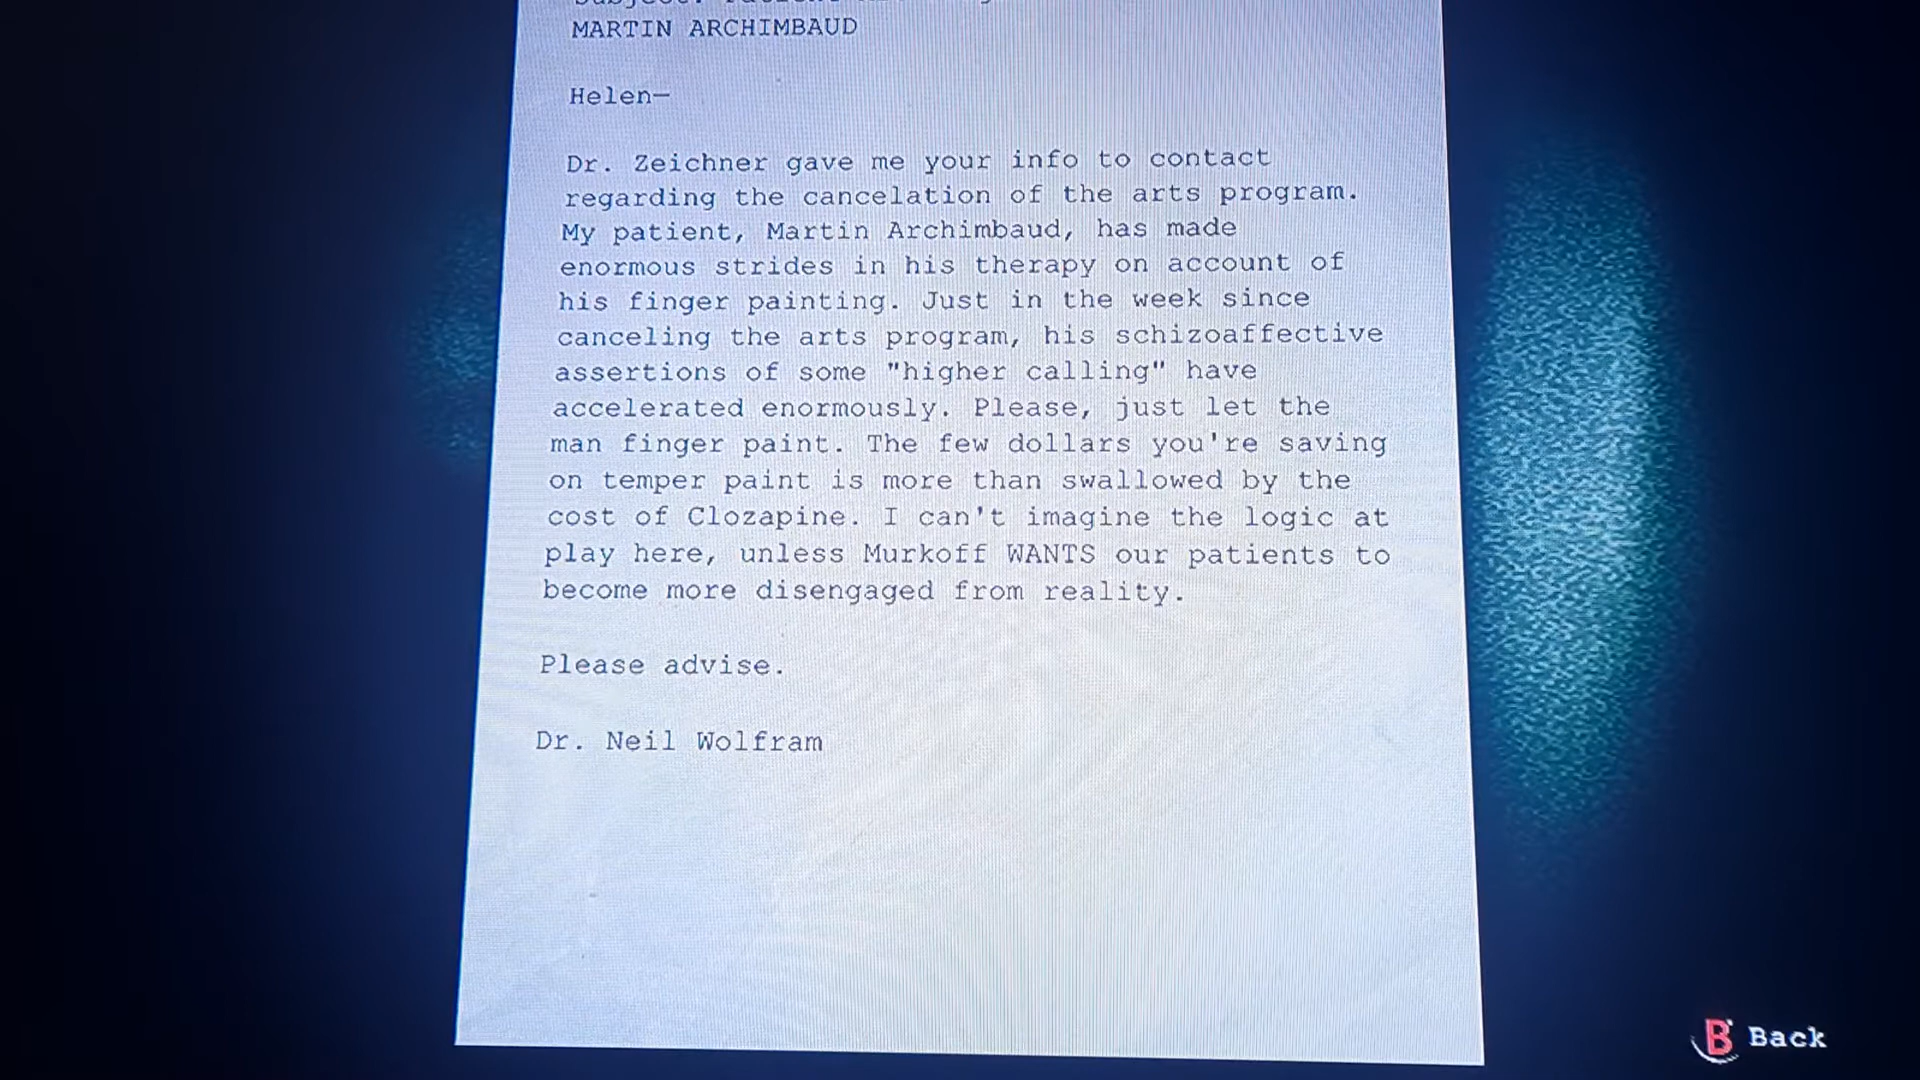 MARTIN ARCHIMBAUD
Helen—
Dr. Zeichner gave me your info to contact
regarding the cancelation of the arts program.
My patient, Martin Archimbaud, has made
enormous strides in his therapy on account of
his finger painting. Just in the week since
canceling the arts program, his schizoaffective
assertions of some "higher calling" have
accelerated enormously. Please, just let the
man finger paint. The few dollars you're saving
on temper paint is more than swallowed by the
cost of Clozapine. I can't imagine the logic at
play here, unless Murkoff WANTS our patients to
become more disengaged from reality.
Please advise.
Dr. Neil Wolfram
B Back